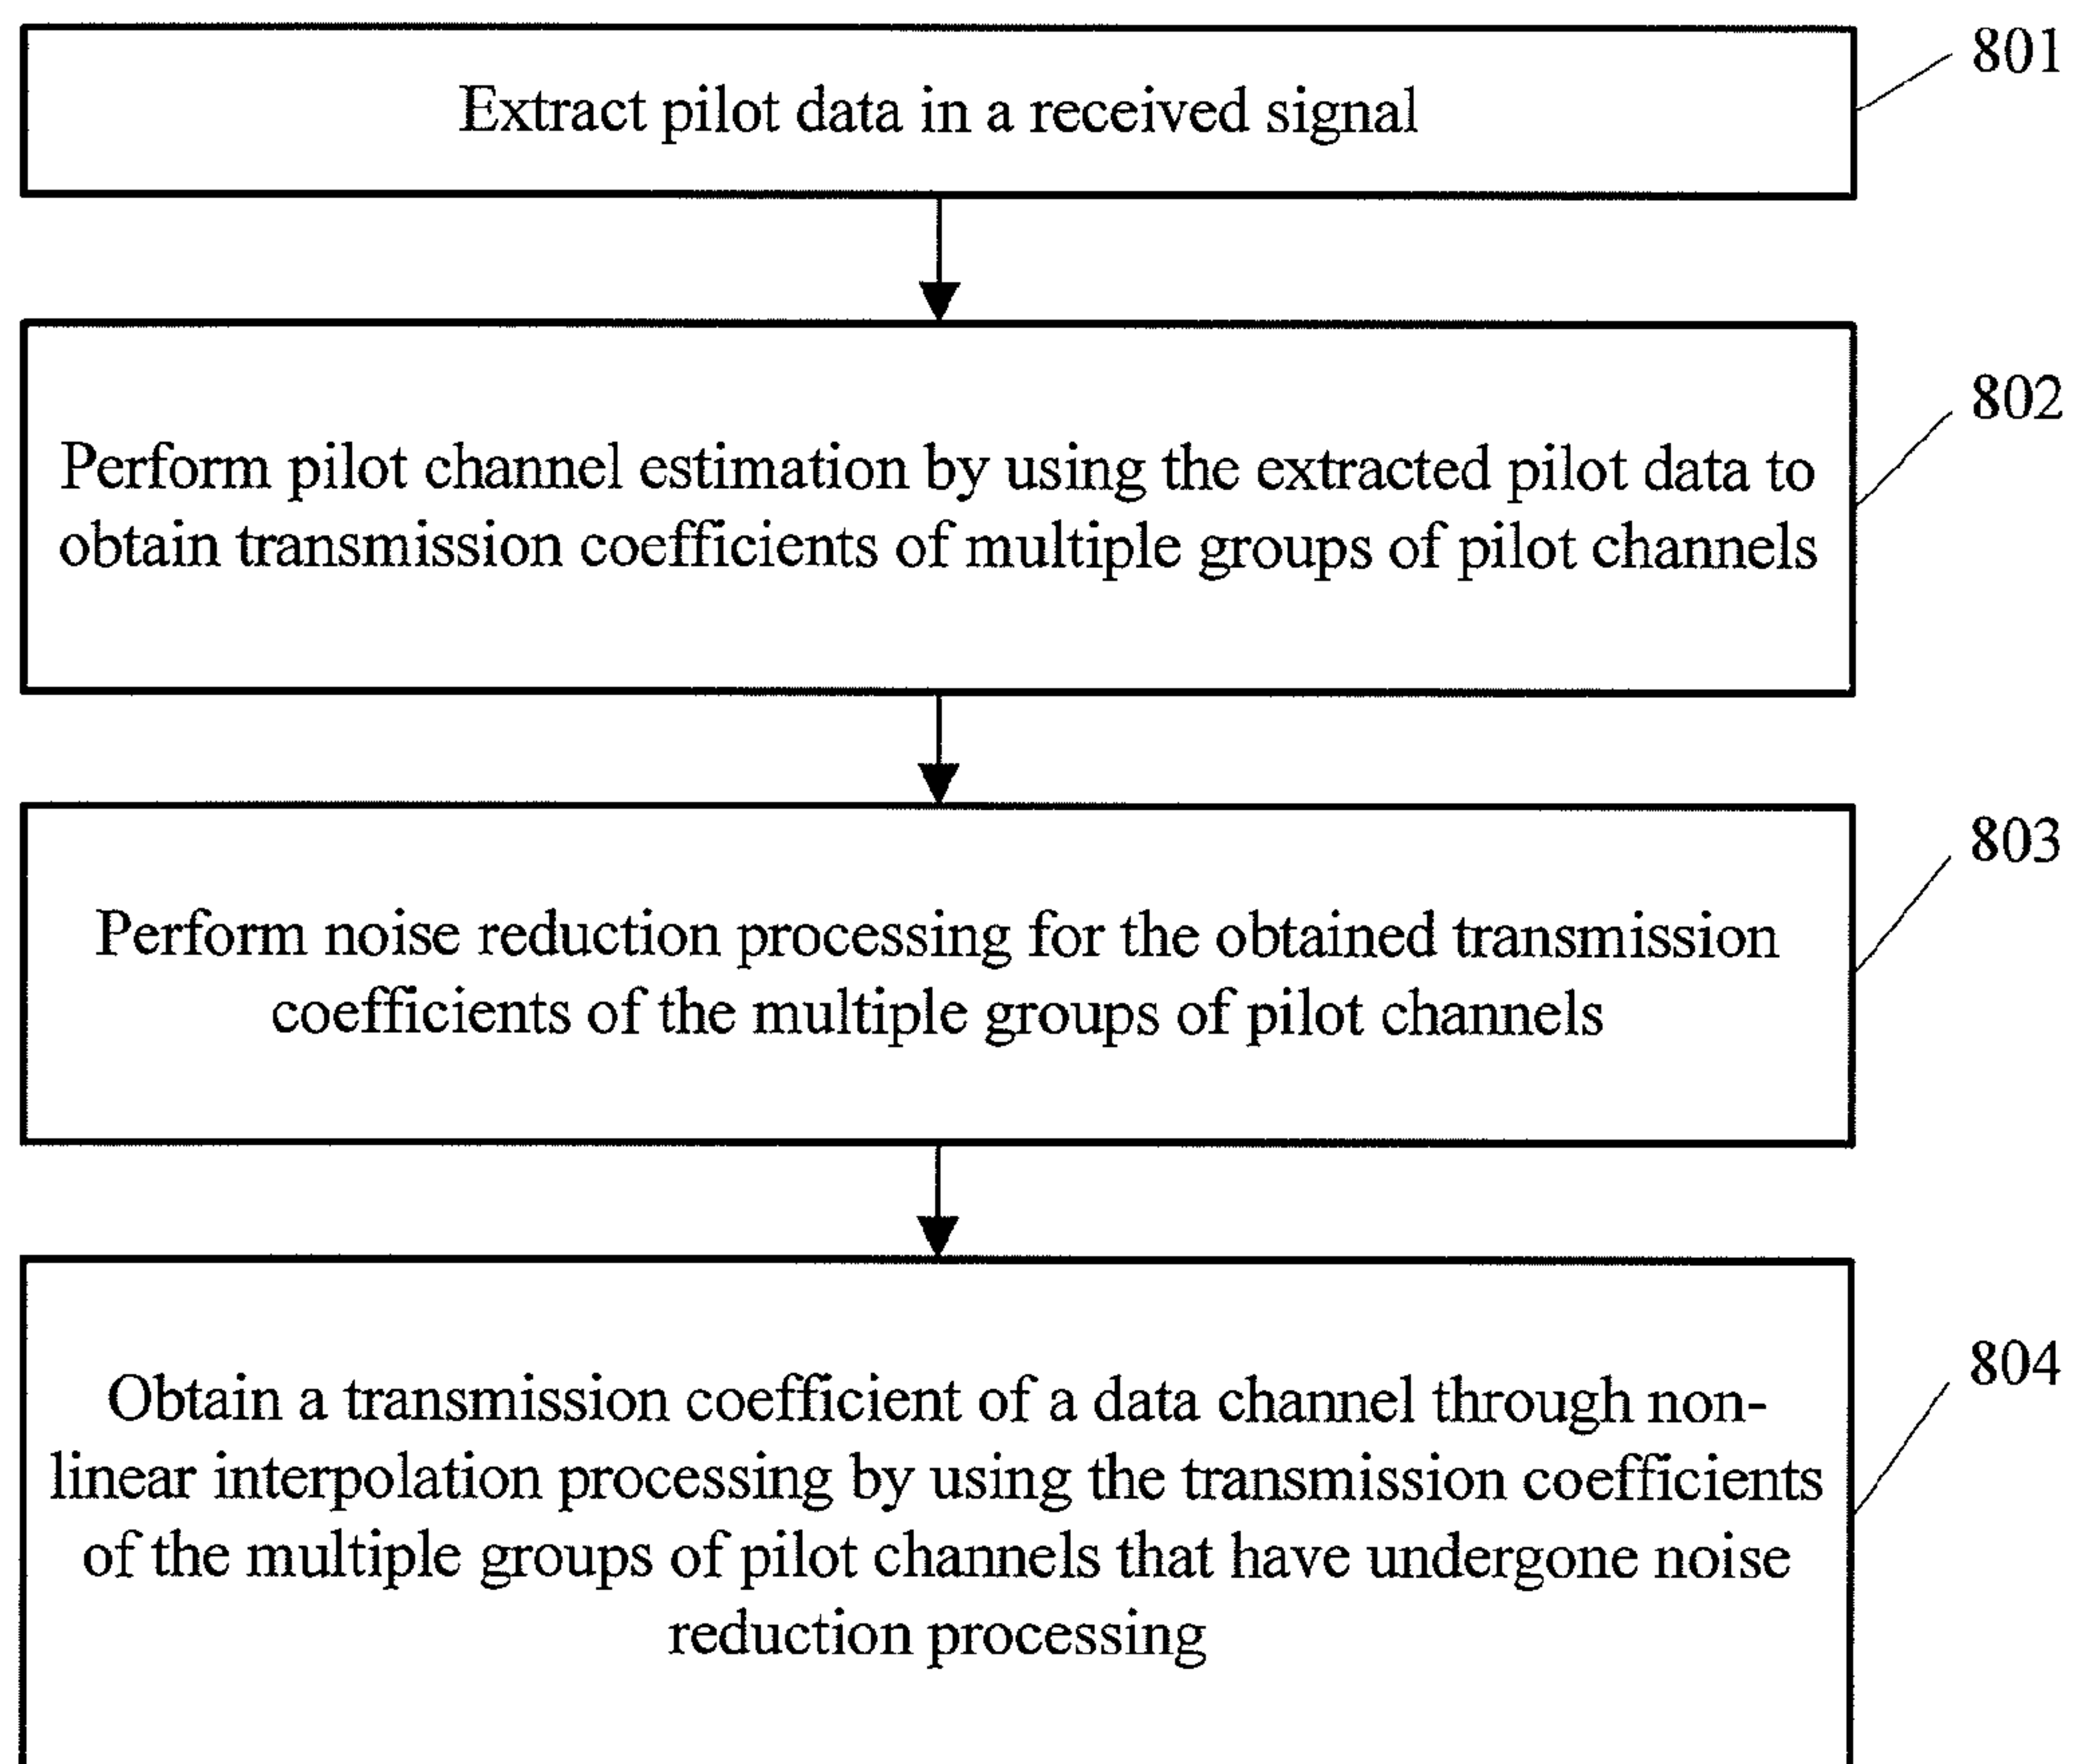 Extract pilot data in a received signal
801
Perform pilot channel estimation by using the extracted pilot data to
obtain transmission coefficients of multiple groups of pilot channels
802
Perform noise reduction processing for the obtained transmission
coefficients of the multiple groups of pilot channels
803
Obtain a transmission coefficient of a data channel through non-
linear interpolation processing by using the transmission coefficients
of the multiple groups of pilot channels that have undergone noise
reduction processing
804